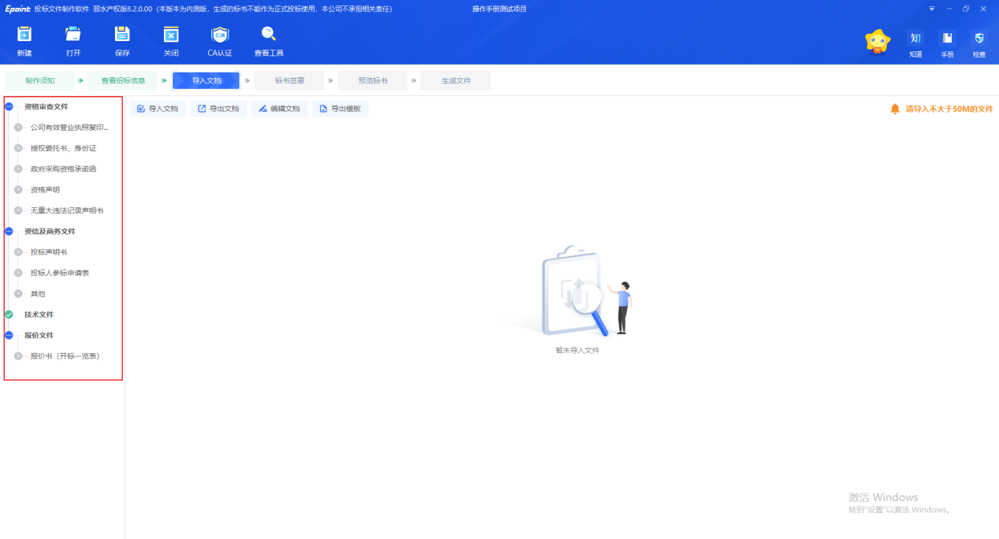 Epoint 投标文件制作软件 丽水产权版8.2.0.00（本版本为内测版，生成的标书不能作为正式投标使用，本公司不承担相关责任）
操作手册测试项目
新建
打开
保存
关闭
CA
CA认证
查看工具
知
知道
手册
检查
制作须知
查看招标信息
导入文档
标书签章
预览标书
生成文件
资格审查文件
公司有效营业执照复印...
授权委托书、身份证
政府采购资格承诺函
资格声明
无重大违法记录声明书
资信及商务文件
投标声明书
投标人参标申请表
其他
技术文件
报价文件
报价书（开标一览表）
导入文档
导出文档
编辑文档
导出模板
请导入不大于50M的文件
暂未导入文件
激活 Windows
转到"设置"以激活 Windows。